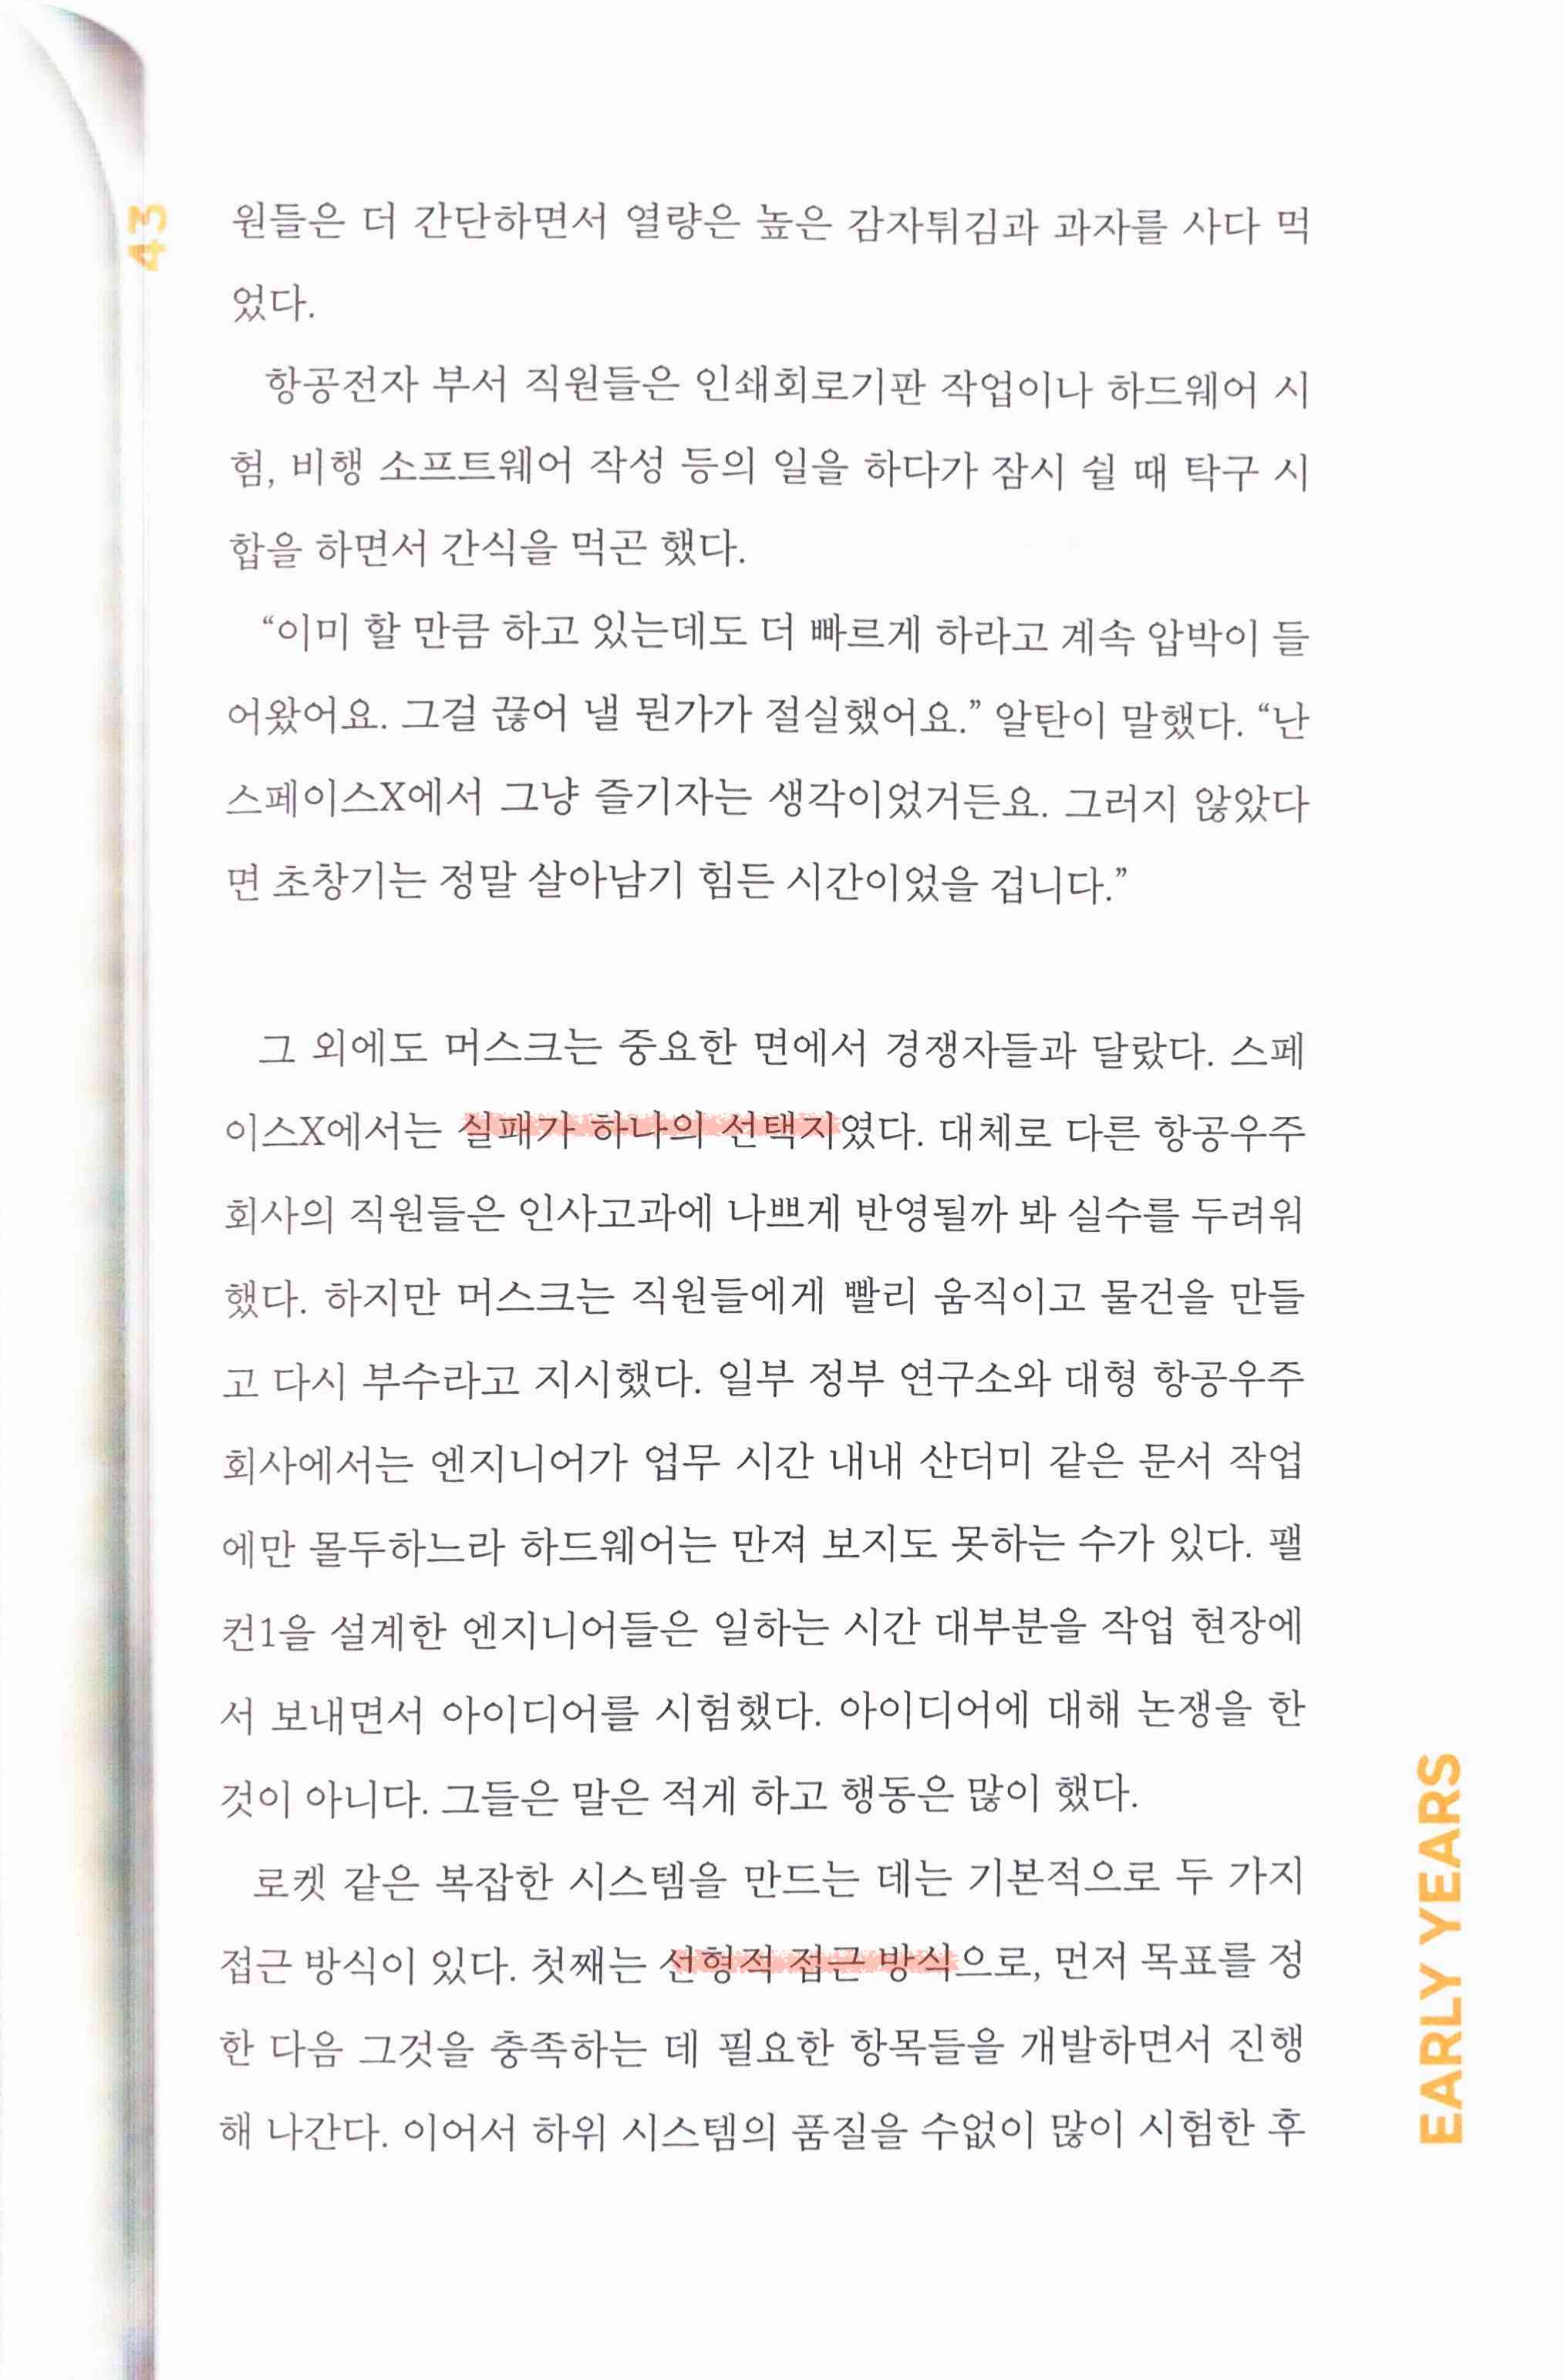 43
원들은 더 간단하면서 열량은 높은 감자튀김과 과자를 사다 먹
었다.
항공전자 부서 직원들은 인쇄회로기판 작업이나 하드웨어 시
험, 비행 소프트웨어 작성 등의 일을 하다가 잠시 쉴 때 탁구 시
합을 하면서 간식을 먹곤 했다.
“이미 할 만큼 하고 있는데도 더 빠르게 하라고 계속 압박이 들
어왔어요. 그걸 끊어 낼 뭔가가 절실했어요.” 알탄이 말했다. “난
스페이스X에서 그냥 즐기자는 생각이었거든요. 그러지 않았다
면 초창기는 정말 살아남기 힘든 시간이었을 겁니다.”
그 외에도 머스크는 중요한 면에서 경쟁자들과 달랐다. 스페
이스X에서는 실패가 하나의 선택지였다. 대체로 다른 항공우주
회사의 직원들은 인사고과에 나쁘게 반영될까 봐 실수를 두려워
했다. 하지만 머스크는 직원들에게 빨리 움직이고 물건을 만들
고 다시 부수라고 지시했다. 일부 정부 연구소와 대형 항공우주
회사에서는 엔지니어가 업무 시간 내내 산더미 같은 문서 작업
에만 몰두하느라 하드웨어는 만져 보지도 못하는 수가 있다. 팰
컨1을 설계한 엔지니어들은 일하는 시간 대부분을 작업 현장에
서 보내면서 아이디어를 시험했다. 아이디어에 대해 논쟁을 한
것이 아니다. 그들은 말은 적게 하고 행동은 많이 했다.
로켓 같은 복잡한 시스템을 만드는 데는 기본적으로 두 가지
접근 방식이 있다. 첫째는 선형적 접근 방식으로, 먼저 목표를 정
한 다음 그것을 충족하는 데 필요한 항목들을 개발하면서 진행
해 나간다. 이어서 하위 시스템의 품질을 수없이 많이 시험한 후
EARLY YEARS